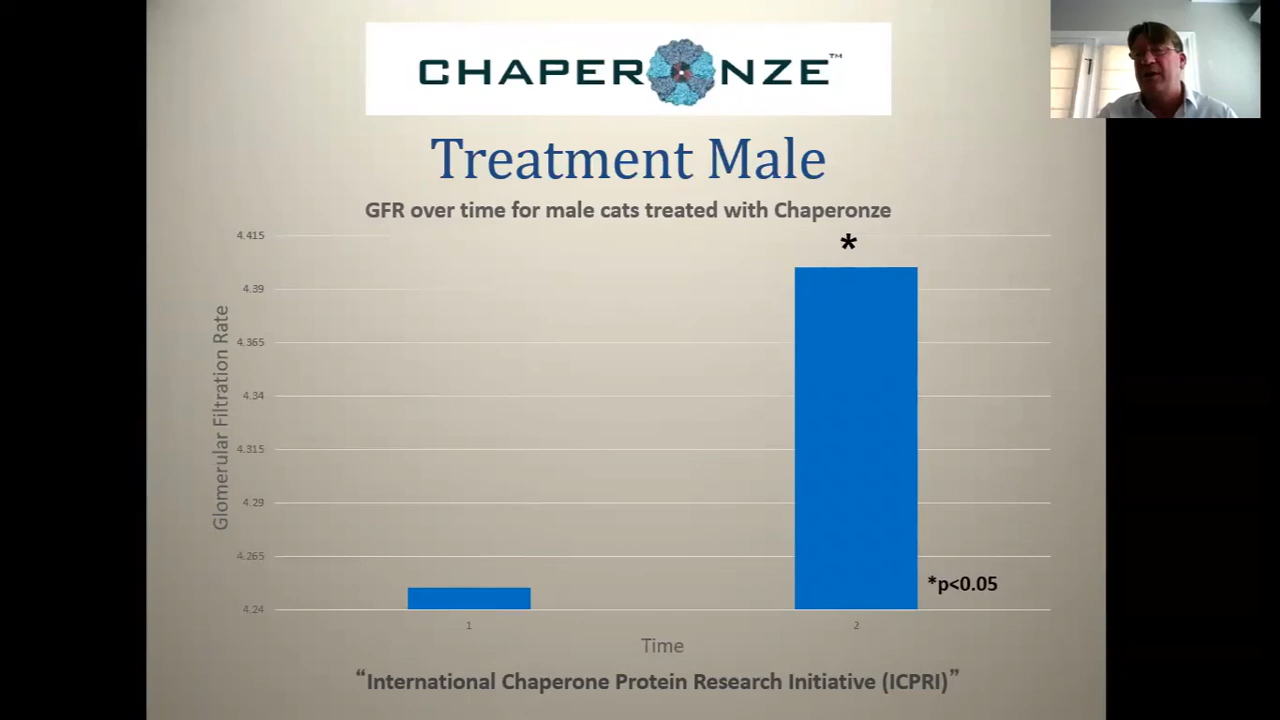 CHAPERONZE™
Treatment Male
GFR over time for male cats treated with Chaperonze
4.415
*
4.39
4.365
4.34
4.315
4.29
4.265
4.24
Glomerular Filtration Rate
*p<0.05
1
2
Time
“International Chaperone Protein Research Initiative (ICPRI)”